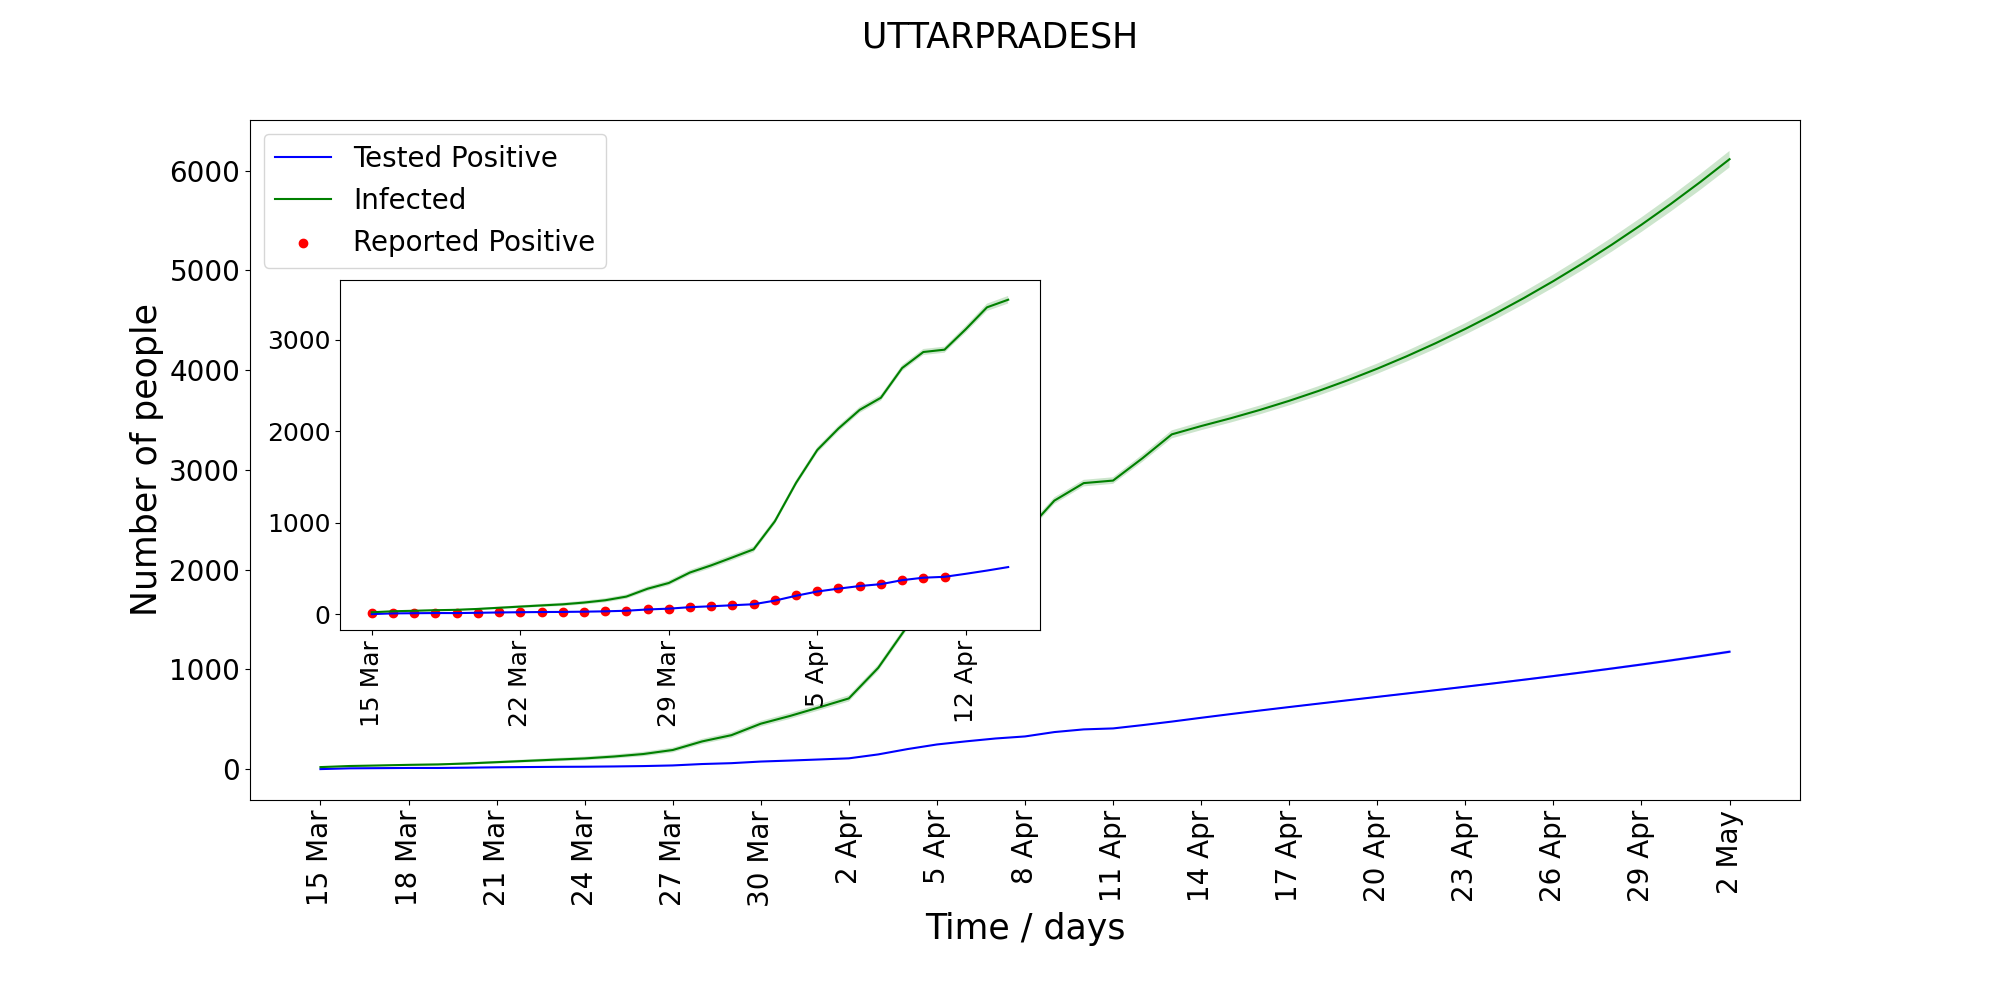 UTTARPRADESH
Tested Positive
Infected
Reported Positive
Number of people
6000
5000
4000
3000
2000
1000
0
3000
2000
1000
0
15 Mar
22 Mar
29 Mar
5 Apr
12 Apr
15 Mar
18 Mar
21 Mar
24 Mar
27 Mar
30 Mar
2 Apr
5 Apr
8 Apr
11 Apr
14 Apr
17 Apr
20 Apr
23 Apr
26 Apr
29 Apr
2 May
Time / days